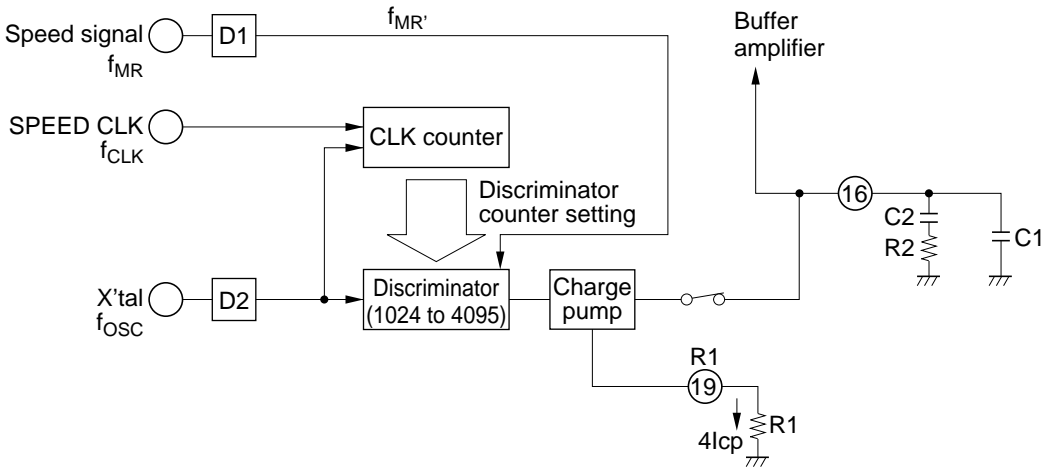 Speed signal
fMR
D1
fMR'
Buffer
amplifier
SPEED CLK
fCLK
CLK counter
Discriminator
counter setting
16
C2
R2
C1
X'tal
fOSC
D2
Discriminator
(1024 to 4095)
Charge
pump
R1
19
4Icp
R1